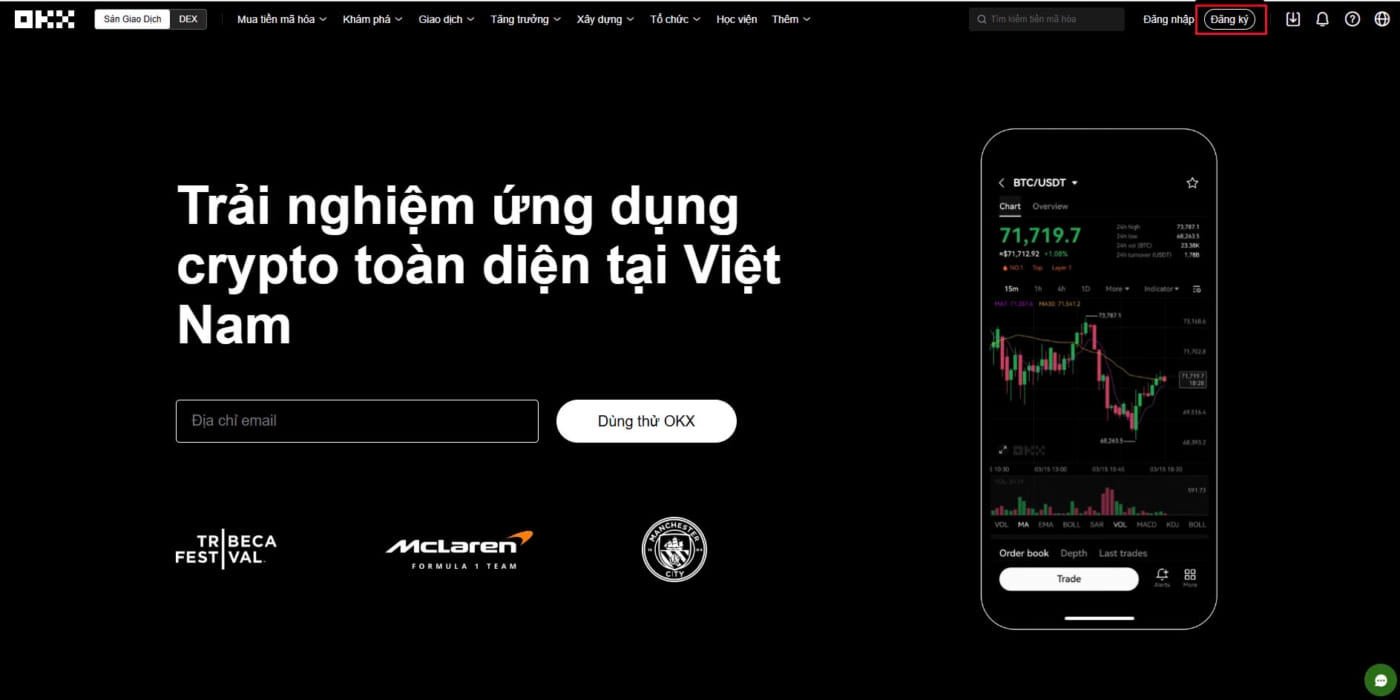 OKX
Sàn Giao Dịch
DEX
Mua tiền mã hóa
Khám phá
Giao dịch
Tăng trưởng
Xây dựng
Tổ chức
Học viện
Thêm
Tìm kiếm tiền mã hóa
Đăng nhập
Đăng ký
Trải nghiệm ứng dụng
crypto toàn diện tại Việt
Nam
Địa chỉ email
Dùng thử OKX
TRIBECA
FESTIVAL
McLaren
FORMULA 1 TEAM
MANCHESTER
CITY
BTC/USDT
Chart Overview
71,719.7
≈$71,712.92 +1.08%
NO.1 Top Layer 1
24h high 73,787.1
24h low 68,263.5
24h vol (BTC) 23.38K
24h turnover (USDT) 1.78B
15m 1h 4h 1D More Indicator
73,787.1
73,168.6
71,702.8
71,719.7
18:28
68,263.5
68,393.2
OKX
03/15 13:00 03/15 15:45 03/15 18:30
591.73
VOL MA EMA BOLL SAR VOL MACD KDJ BOLL
Order book Depth Last trades
Trade
Alerts
More